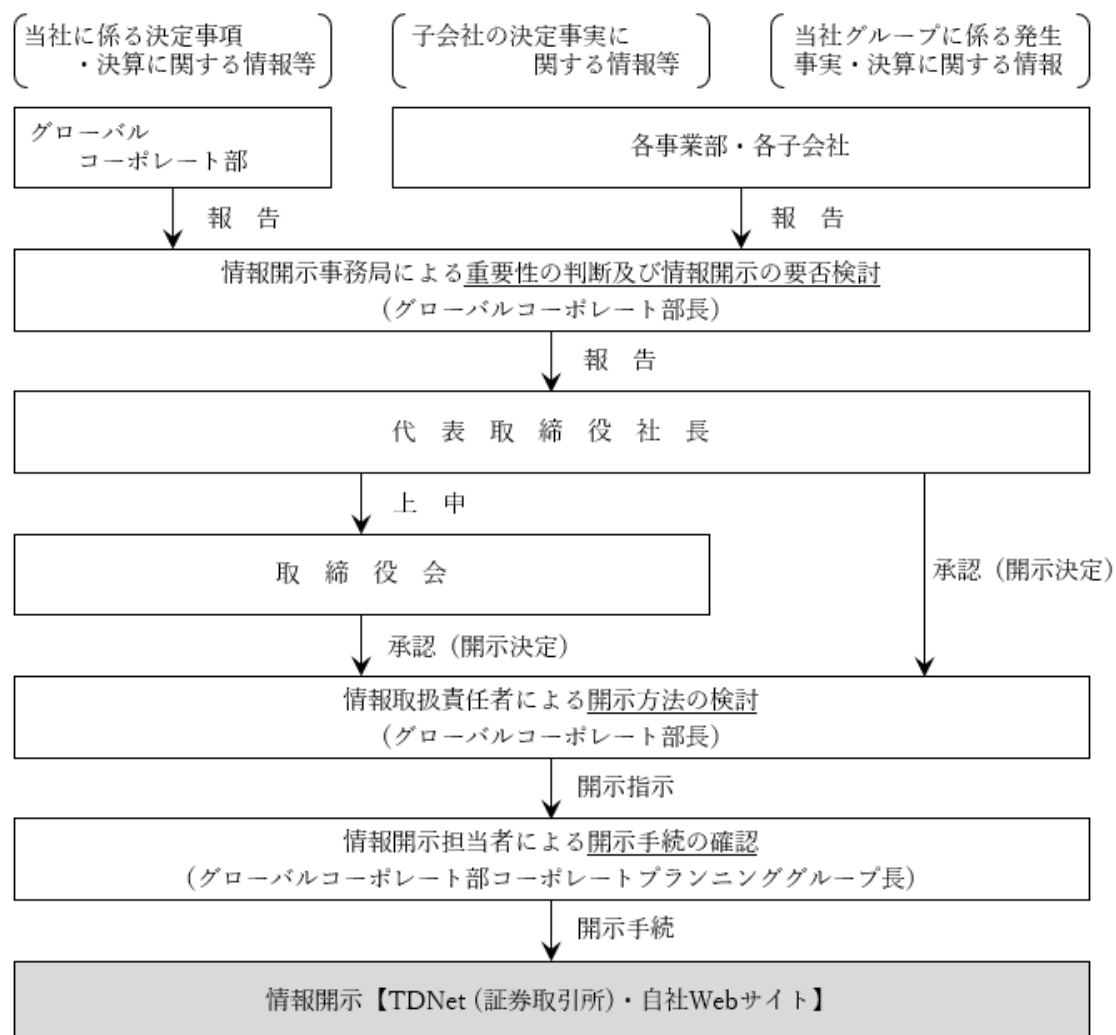 当社に係る決定事項
・決算に関する情報等
子会社の決定事実に
関する情報等
当社グループに係る発生
事実・決算に関する情報
グローバル
コーポレート部
各事業部・各子会社
報　告
報　告
情報開示事務局による重要性の判断及び情報開示の要否検討
（グローバルコーポレート部長）
報　告
代　表　取　締　役　社　長
上　申
取　締　役　会
承認（開示決定）
承認（開示決定）
情報取扱責任者による開示方法の検討
（グローバルコーポレート部長）
開示指示
情報開示担当者による開示手続の確認
（グローバルコーポレート部コーポレートプランニンググループ長）
開示手続
情報開示【TDNet（証券取引所）・自社Webサイト】